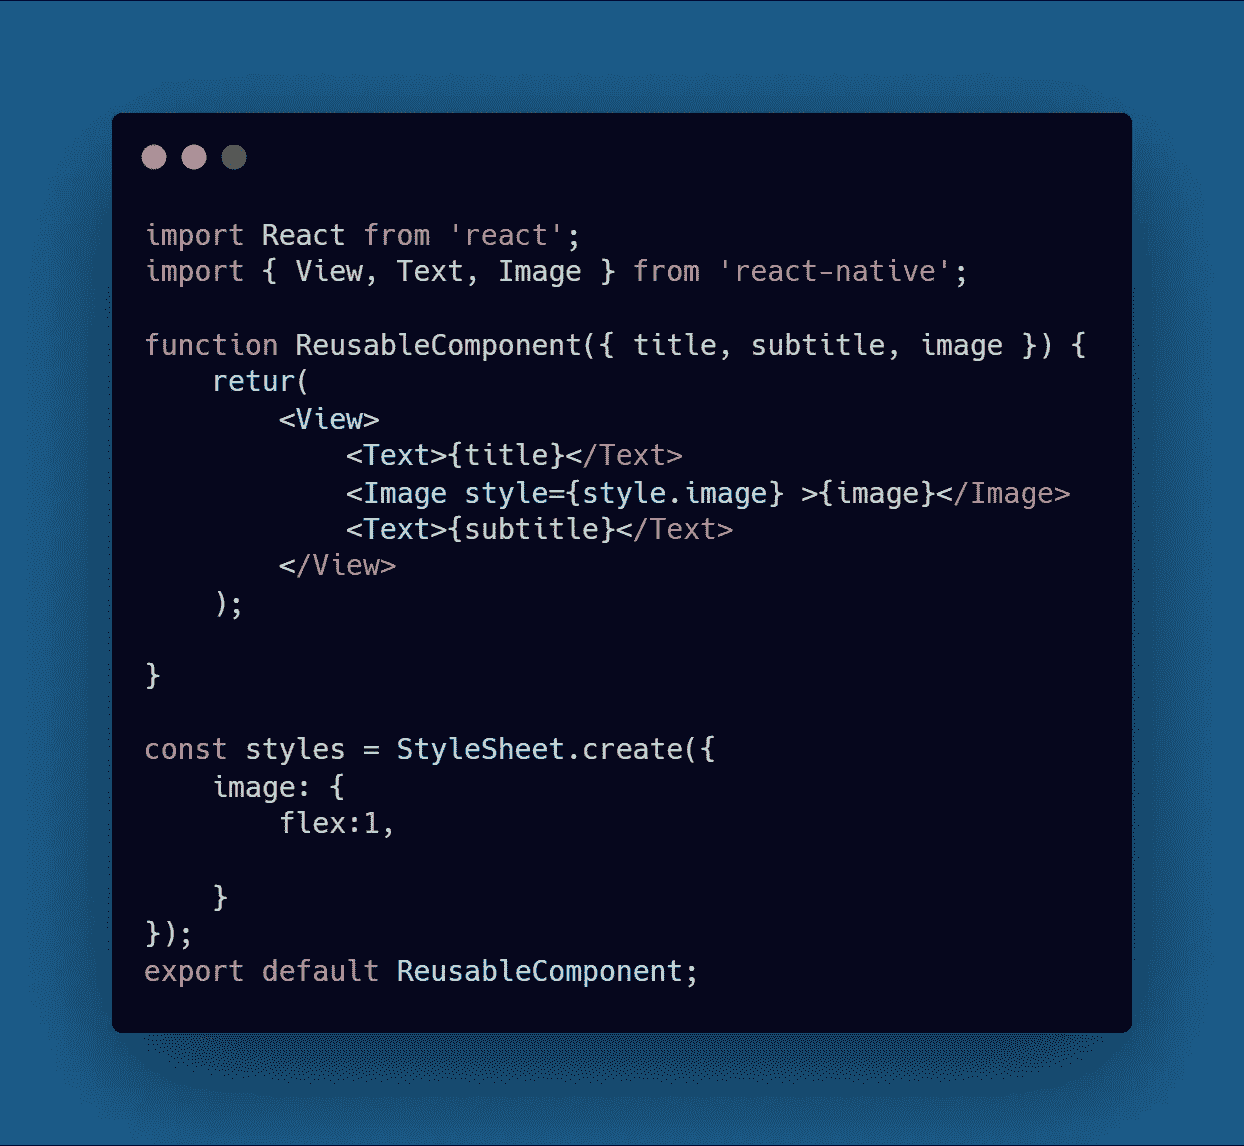 import React from 'react';
import { View, Text, Image } from 'react-native';
function ReusableComponent({ title, subtitle, image }) {
    retur(
        <View>
            <Text>{title}</Text>
            <Image style={style.image} >{image}</Image>
            <Text>{subtitle}</Text>
        </View>
    );
}
const styles = StyleSheet.create({
    image: {
        flex:1,
    }
});
export default ReusableComponent;